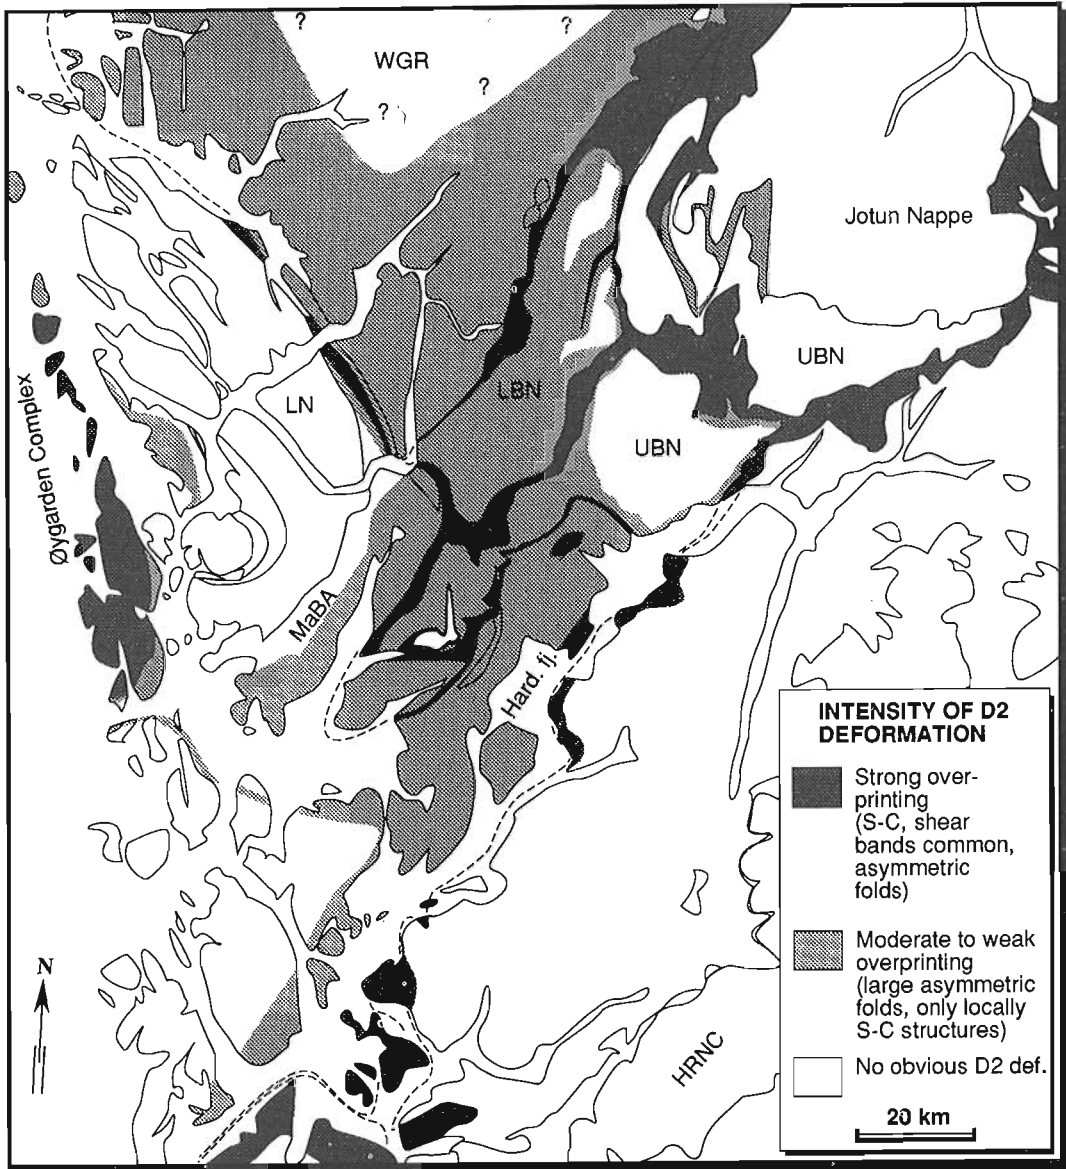 ?
?
WGR
?
?
Jotun Nappe
UBN
LBN
LN
UBN
Øygarden Complex
MaBA
Hard. fj.
HRNC
N
INTENSITY OF D2
DEFORMATION
Strong over-
printing
(S-C, shear
bands common,
asymmetric
folds)
Moderate to weak
overprinting
(large asymmetric
folds, only locally
S-C structures)
No obvious D2 def.
20 km